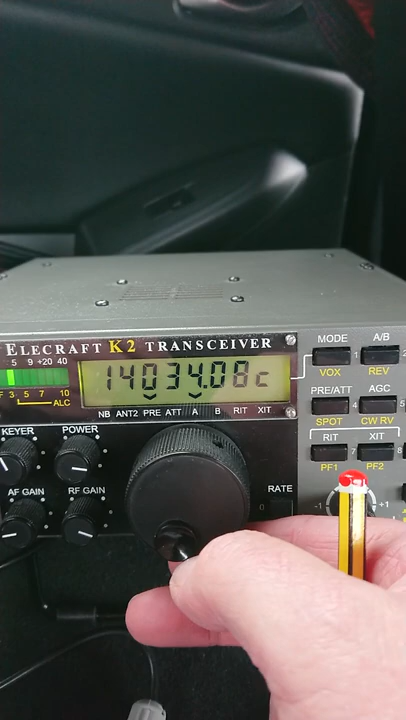 ELECRAFT K2 TRANSCEIVER
MODE A/B
VOX REV
5 9 +20 40
14034.08c
F 3 5 7 10
ALC
NB ANT2 PRE ATT A B RIT XIT
PRE/ATT AGC
SPOT CW RV
RIT XIT
PF1 PF2
KEYER POWER
AF GAIN RF GAIN
RATE
-1 +1
1 2
4 5
7 8
0